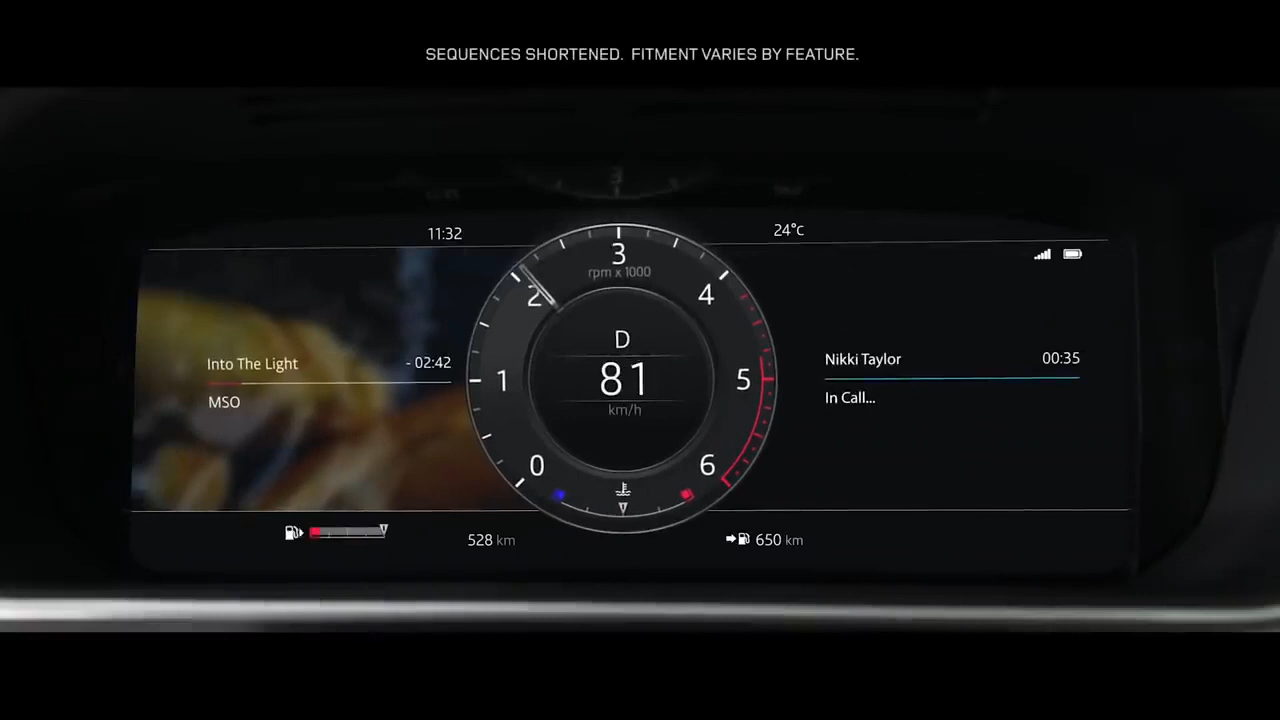 SEQUENCES SHORTENED. FITMENT VARIES BY FEATURE.
11:32
24°c
3
rpm x 1000
2
4
D
Into The Light - 02:42
Nikki Taylor 00:35
1
81
5
MSO
km/h
In Call...
0
6
528 km
650 km